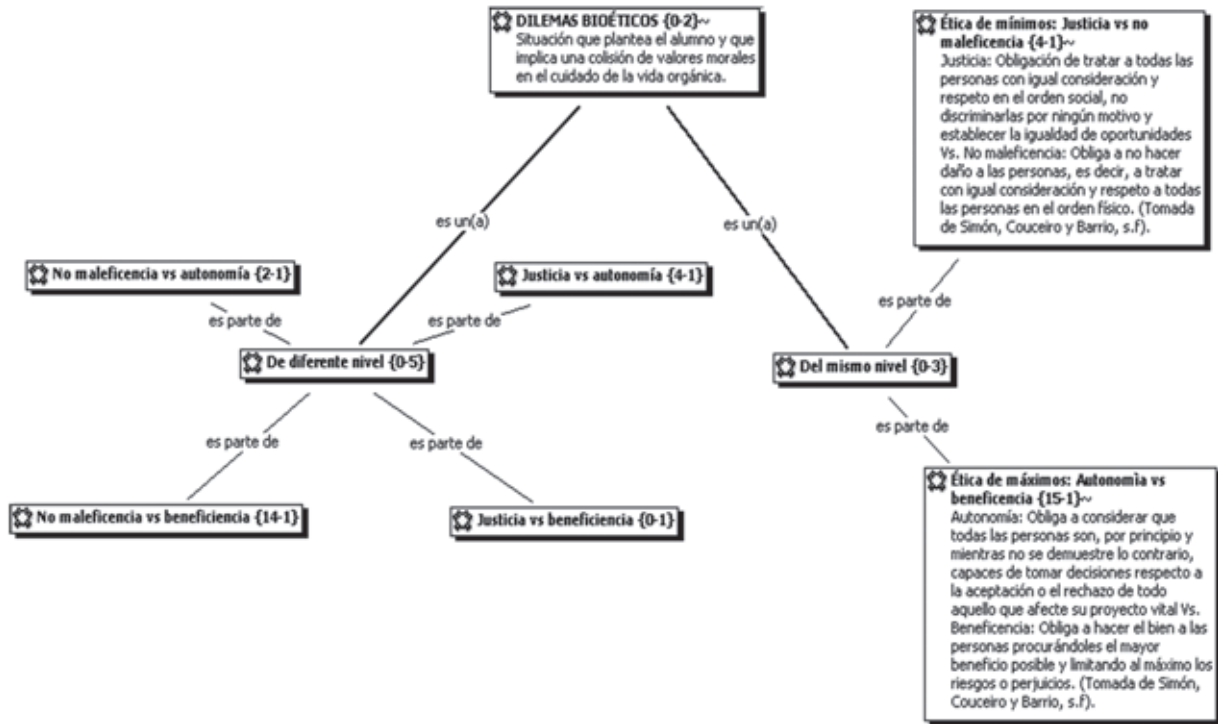 DILEMAS BIOÉTICOS {0-2}~
Situación que plantea el alumno y que
implica una colisión de valores morales
en el cuidado de la vida orgánica.
Ética de mínimos: Justicia vs no
maleficencia {4-1}~
Justicia: Obligación de tratar a todas las
personas con igual consideración y
respeto en el orden social, no
discriminarlas por ningún motivo y
establecer la igualdad de oportunidades
Vs. No maleficencia: Obliga a no hacer
daño a las personas, es decir, a tratar
con igual consideración y respeto a todas
las personas en el orden físico. (Tomada
de Simón, Couceiro y Barrio, s.f).
es un(a)
es un(a)
No maleficencia vs autonomía {2-1}
Justicia vs autonomía {4-1}
es parte de
es parte de
es parte de
De diferente nivel {0-5}
Del mismo nivel {0-3}
es parte de
es parte de
es parte de
No maleficencia vs beneficiencia {14-1}
Justicia vs beneficiencia {0-1}
Ética de máximos: Autonomìa vs
beneficencia {15-1}~
Autonomía: Obliga a considerar que
todas las personas son, por principio y
mientras no se demuestre lo contrario,
capaces de tomar decisiones respecto a
la aceptación o el rechazo de todo
aquello que afecte su proyecto vital Vs.
Beneficencia: Obliga a hacer el bien a las
personas procurándoles el mayor
beneficio posible y limitando al máximo los
riesgos o perjuicios. (Tomada de Simón,
Couceiro y Barrio, s.f).